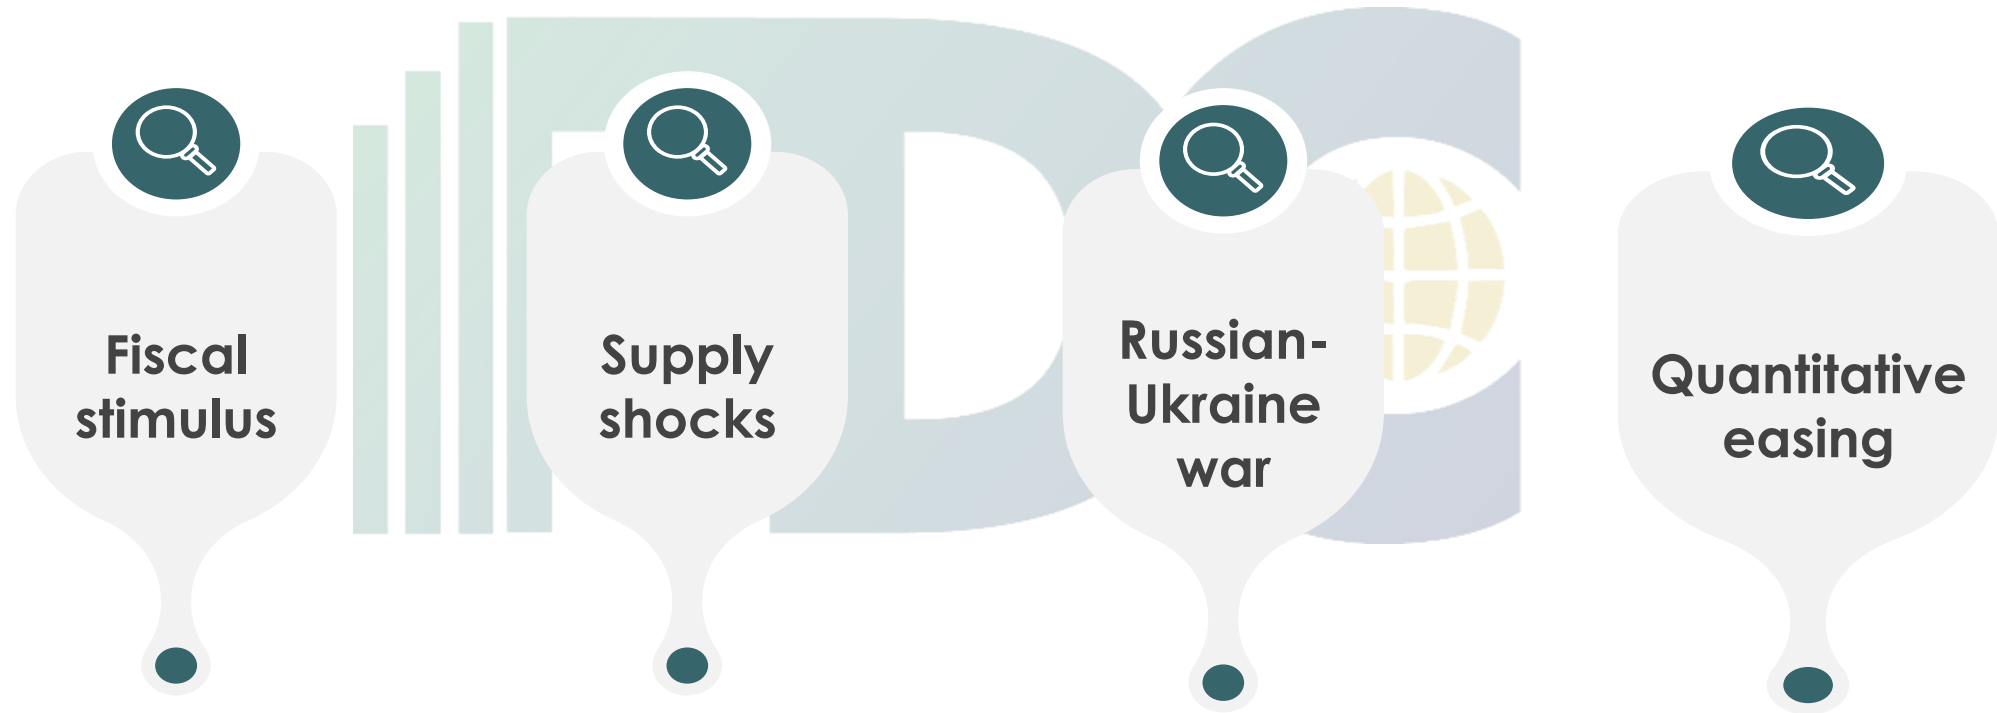 Fiscal
stimulus
Supply
shocks
Russian-
Ukraine
war
Quantitative
easing